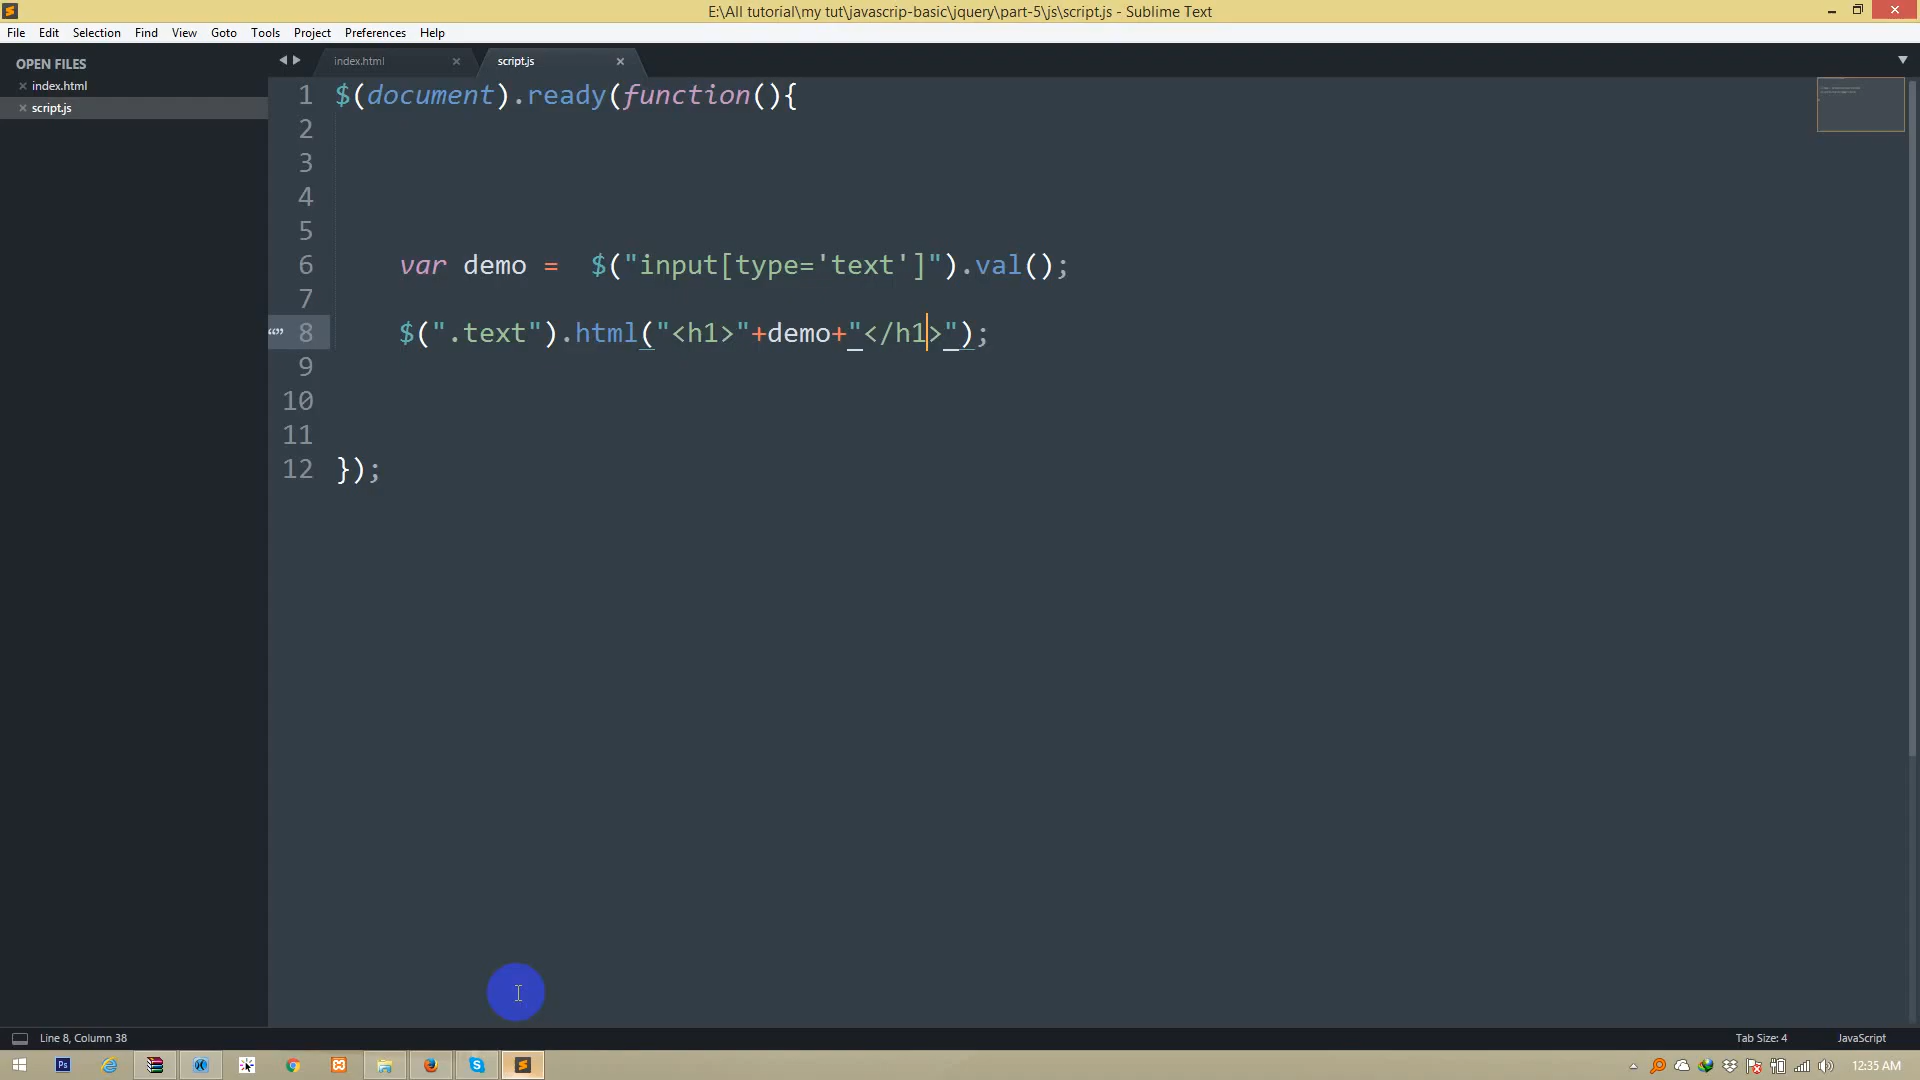 E:\All tutorial\my tut\javascrip-basic\jquery\part-5\js\script.js - Sublime Text
File Edit Selection Find View Goto Tools Project Preferences Help
OPEN FILES
index.html
script.js
index.html script.js
1 $(document).ready(function(){
2
3
4
5
6 var demo =  $("input[type='text']").val();
7
8 $(".text").html("<h1>"+demo+"</h1>");
9
10
11
12 });
Line 8, Column 38
Tab Size: 4
JavaScript
Ps
12:35 AM